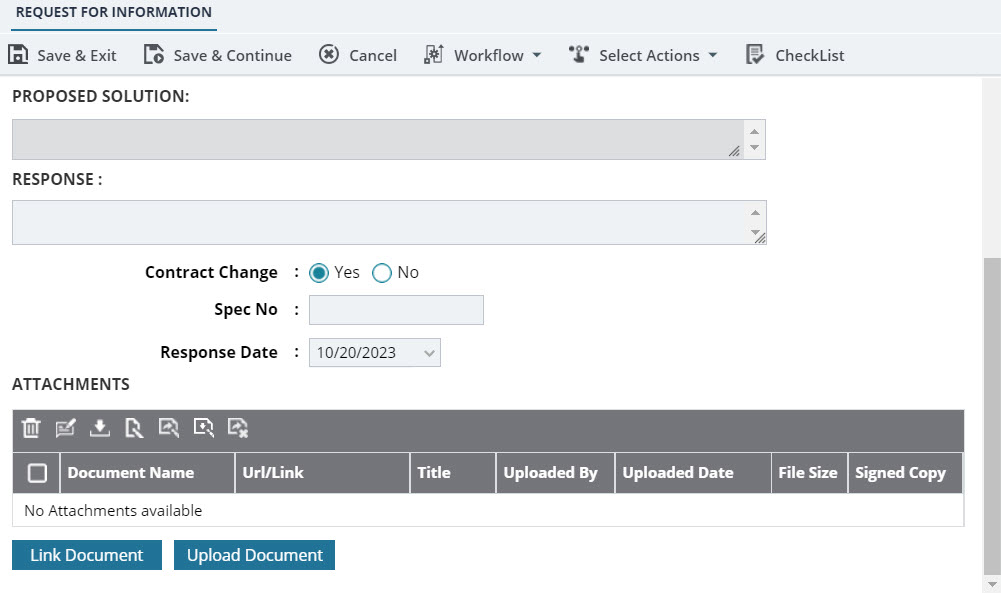 REQUEST FOR INFORMATION
Save & Exit Save & Continue Cancel Workflow Select Actions CheckList
PROPOSED SOLUTION:
RESPONSE :
Contract Change : Yes No
Spec No :
Response Date : 10/20/2023
ATTACHMENTS
Document Name Url/Link Title Uploaded By Uploaded Date File Size Signed Copy
No Attachments available
Link Document Upload Document